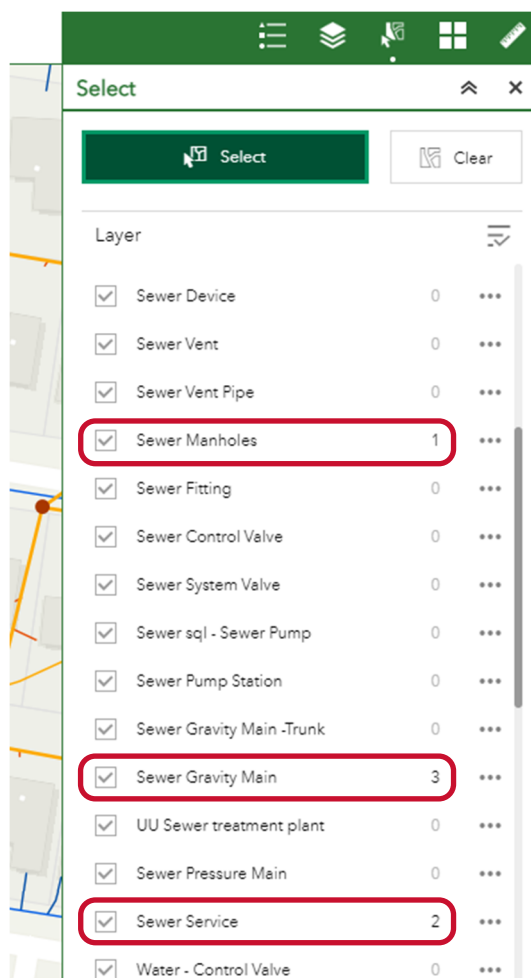 Select
Select
Clear
Layer
Sewer Device 0
Sewer Vent 0
Sewer Vent Pipe 0
Sewer Manholes 1
Sewer Fitting 0
Sewer Control Valve 0
Sewer System Valve 0
Sewer sql - Sewer Pump 0
Sewer Pump Station 0
Sewer Gravity Main -Trunk 0
Sewer Gravity Main 3
UU Sewer treatment plant 0
Sewer Pressure Main 0
Sewer Service 2
Water - Control Valve 0